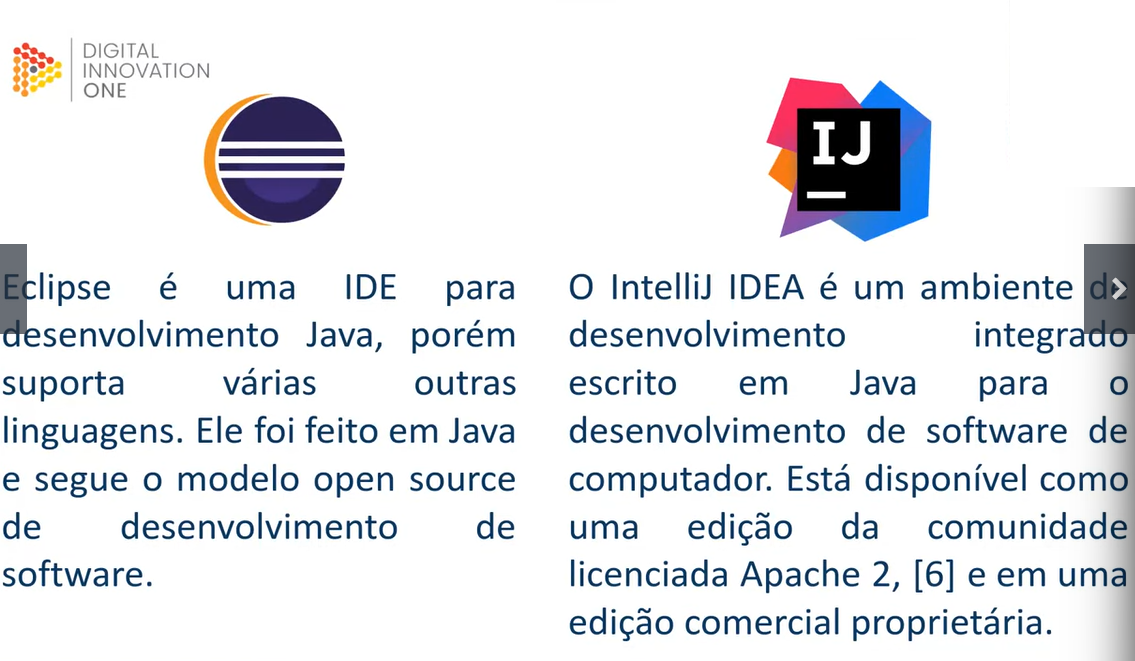 DIGITAL
INNOVATION
ONE
IJ
Eclipse é uma IDE para
desenvolvimento Java, porém
suporta várias outras
linguagens. Ele foi feito em Java
e segue o modelo open source
de desenvolvimento de
software.
O IntelliJ IDEA é um ambiente de
desenvolvimento integrado
escrito em Java para o
desenvolvimento de software de
computador. Está disponível como
uma edição da comunidade
licenciada Apache 2, [6] e em uma
edição comercial proprietária.